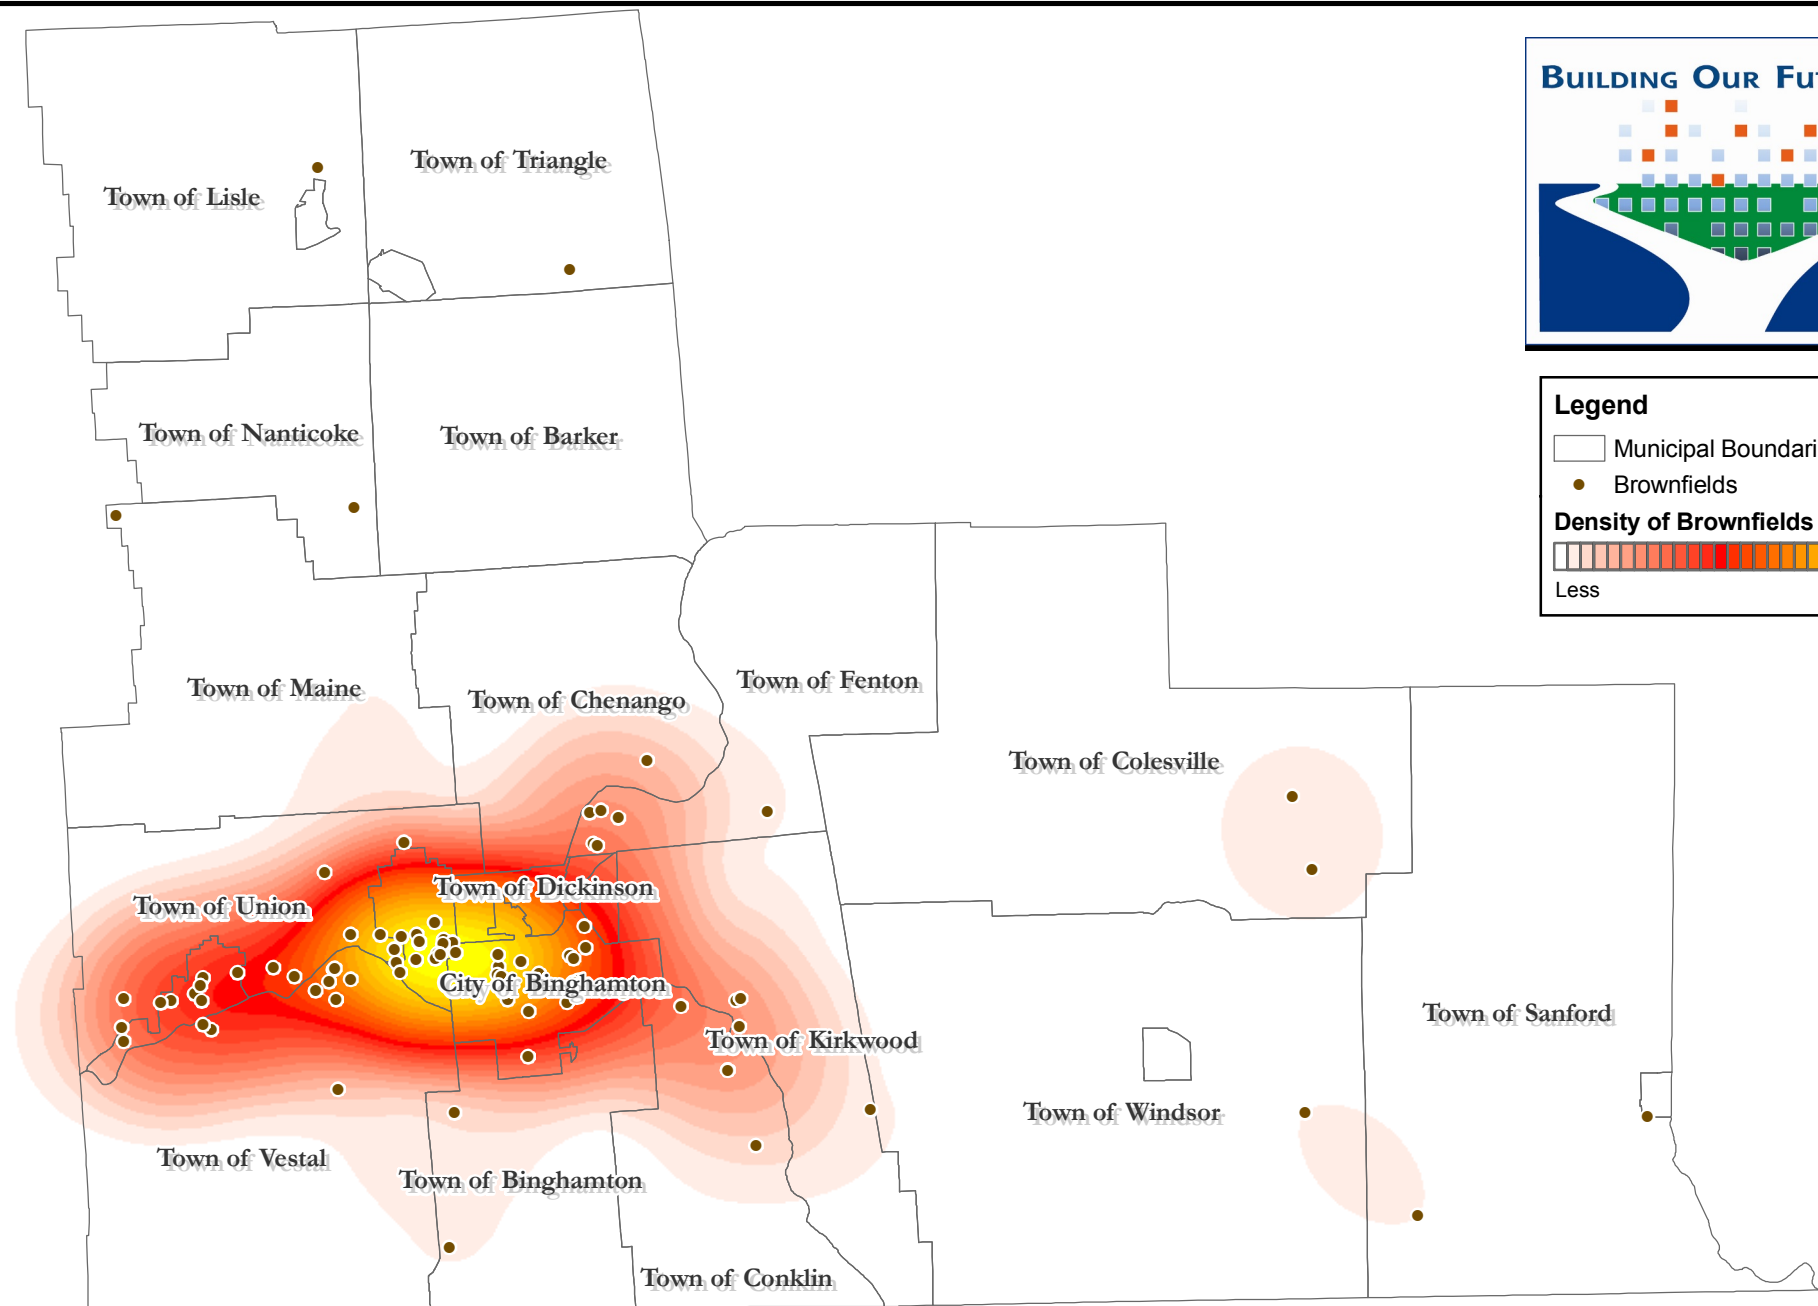 BUILDING OUR FU
Town of Triangle
Town of Lisle
Legend
Municipal Boundari
Brownfields
Density of Brownfields
Less
Town of Nanticoke
Town of Barker
Town of Maine
Town of Chenango
Town of Fenton
Town of Colesville
Town of Dickinson
Town of Union
City of Binghamton
Town of Kirkwood
Town of Sanford
Town of Windsor
Town of Vestal
Town of Binghamton
Town of Conklin